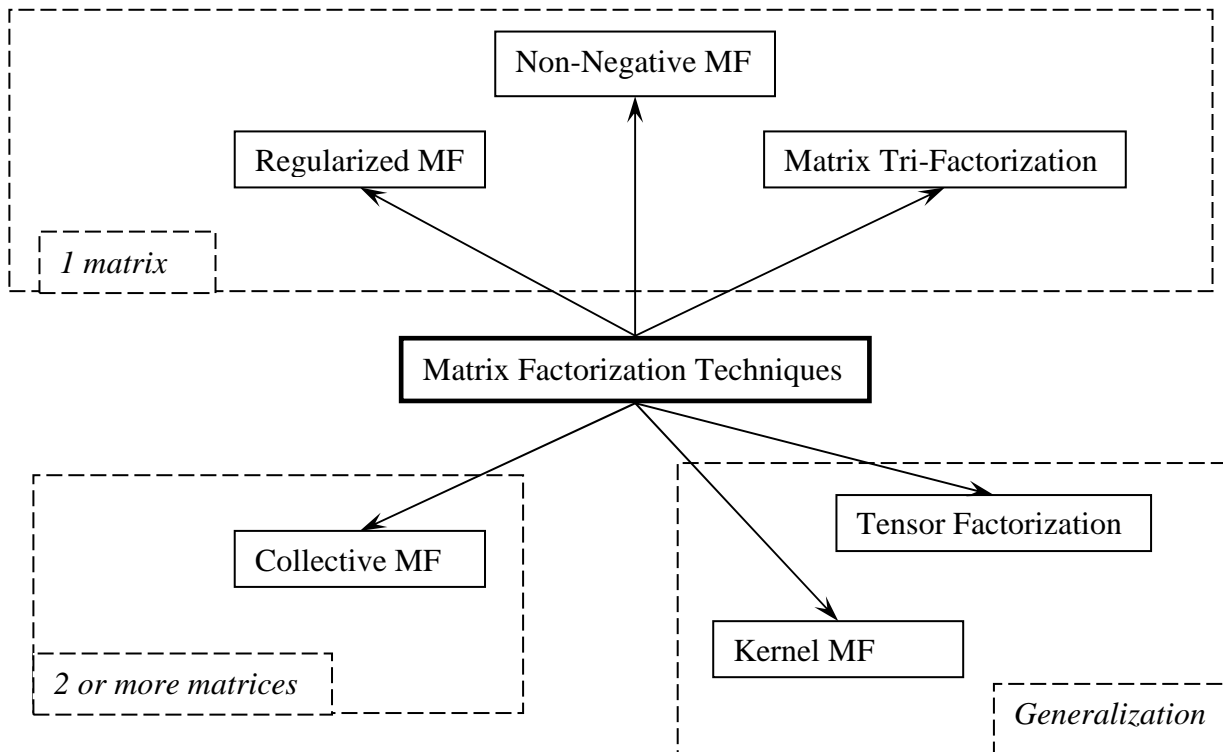 Non-Negative MF
Regularized MF
Matrix Tri-Factorization
1 matrix
Matrix Factorization Techniques
Tensor Factorization
Collective MF
Kernel MF
2 or more matrices
Generalization